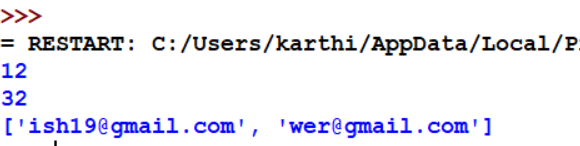 >>>
= RESTART: C:/Users/karthi/AppData/Local/P
12
32
['ish19@gmail.com', 'wer@gmail.com']